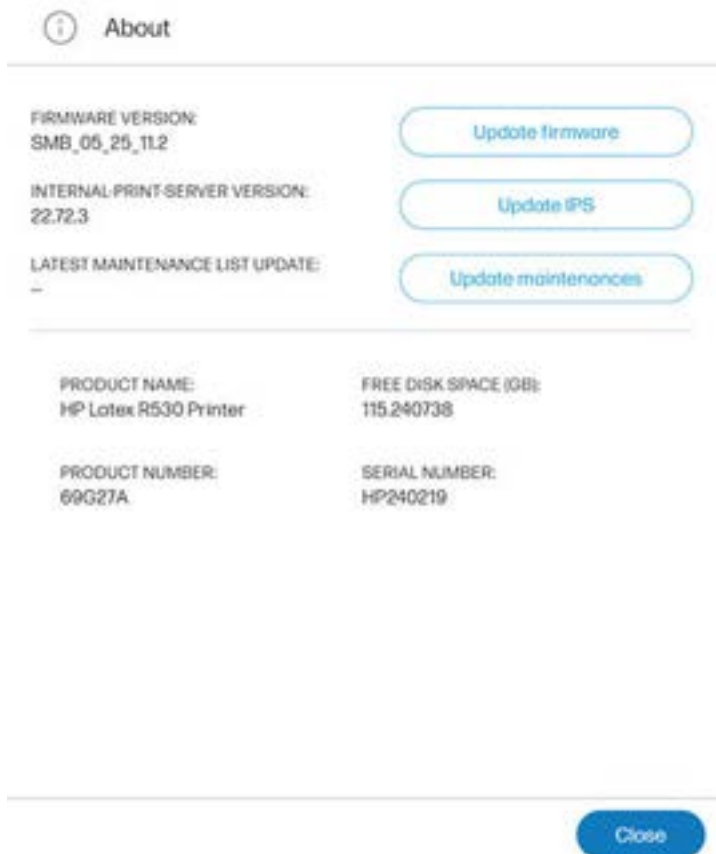 About
FIRMWARE VERSION:
SMB_05_25_11.2
Update firmware
INTERNAL-PRINT-SERVER VERSION:
22.72.3
Update IPS
LATEST MAINTENANCE LIST UPDATE:
--
Update maintenances
PRODUCT NAME:
HP Latex R530 Printer
FREE DISK SPACE (GB):
115.240738
PRODUCT NUMBER:
69G27A
SERIAL NUMBER:
HP240219
Close